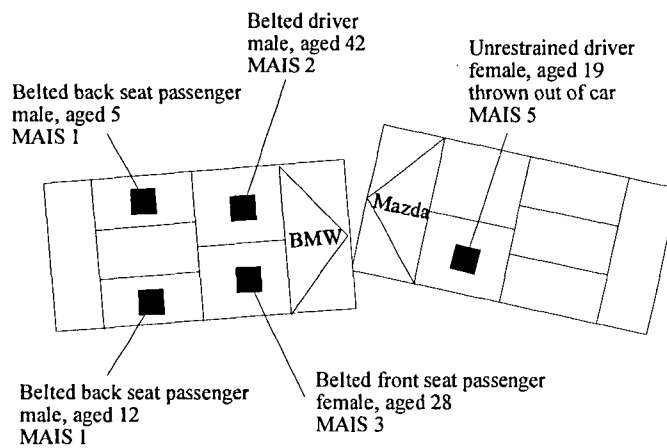 Belted driver
male, aged 42
MAIS 2
Unrestrained driver
female, aged 19
thrown out of car
MAIS 5
Belted back seat passenger
male, aged 5
MAIS 1
BMW
Mazda
Belted back seat passenger
male, aged 12
MAIS 1
Belted front seat passenger
female, aged 28
MAIS 3